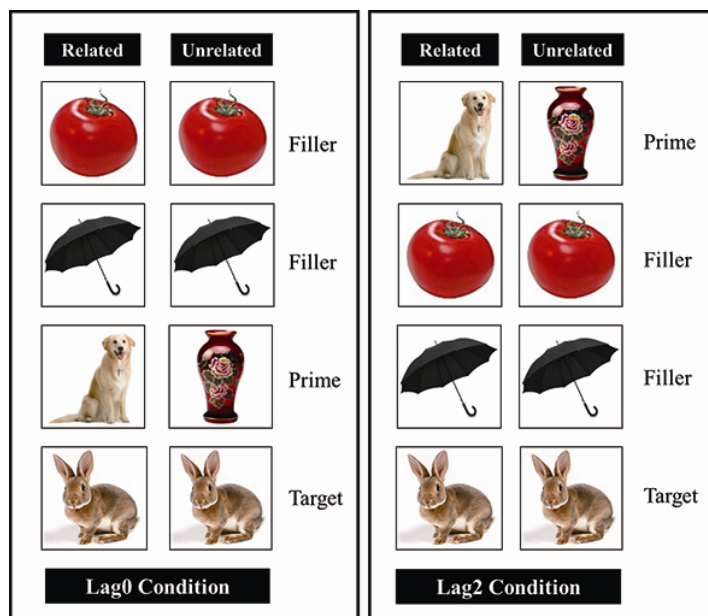 Related Unrelated
Filler
Filler
Prime
Target
Lag0 Condition
Related Unrelated
Prime
Filler
Filler
Target
Lag2 Condition